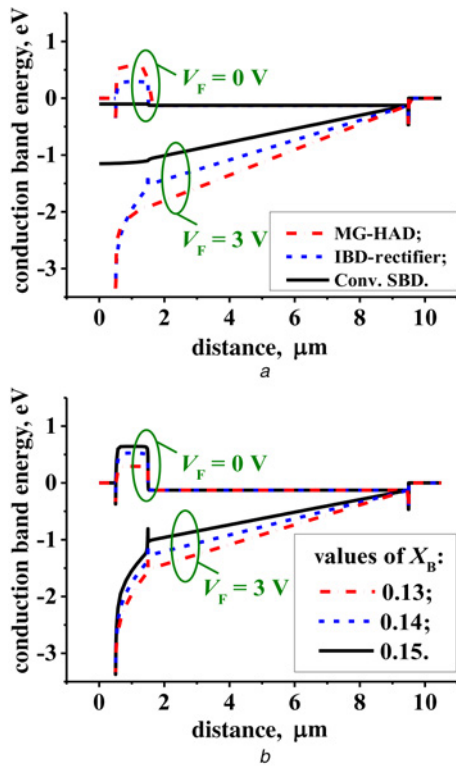 conduction band energy, eV
0
-1
-2
-3
V_F = 0 V
V_F = 3 V
MG-HAD;
IBD-rectifier;
Conv. SBD.
0 2 4 6 8 10
distance, μm
a
conduction band energy, eV
0
-1
-2
-3
V_F = 0 V
V_F = 3 V
values of X_B:
0.13;
0.14;
0.15.
0 2 4 6 8 10
distance, μm
b